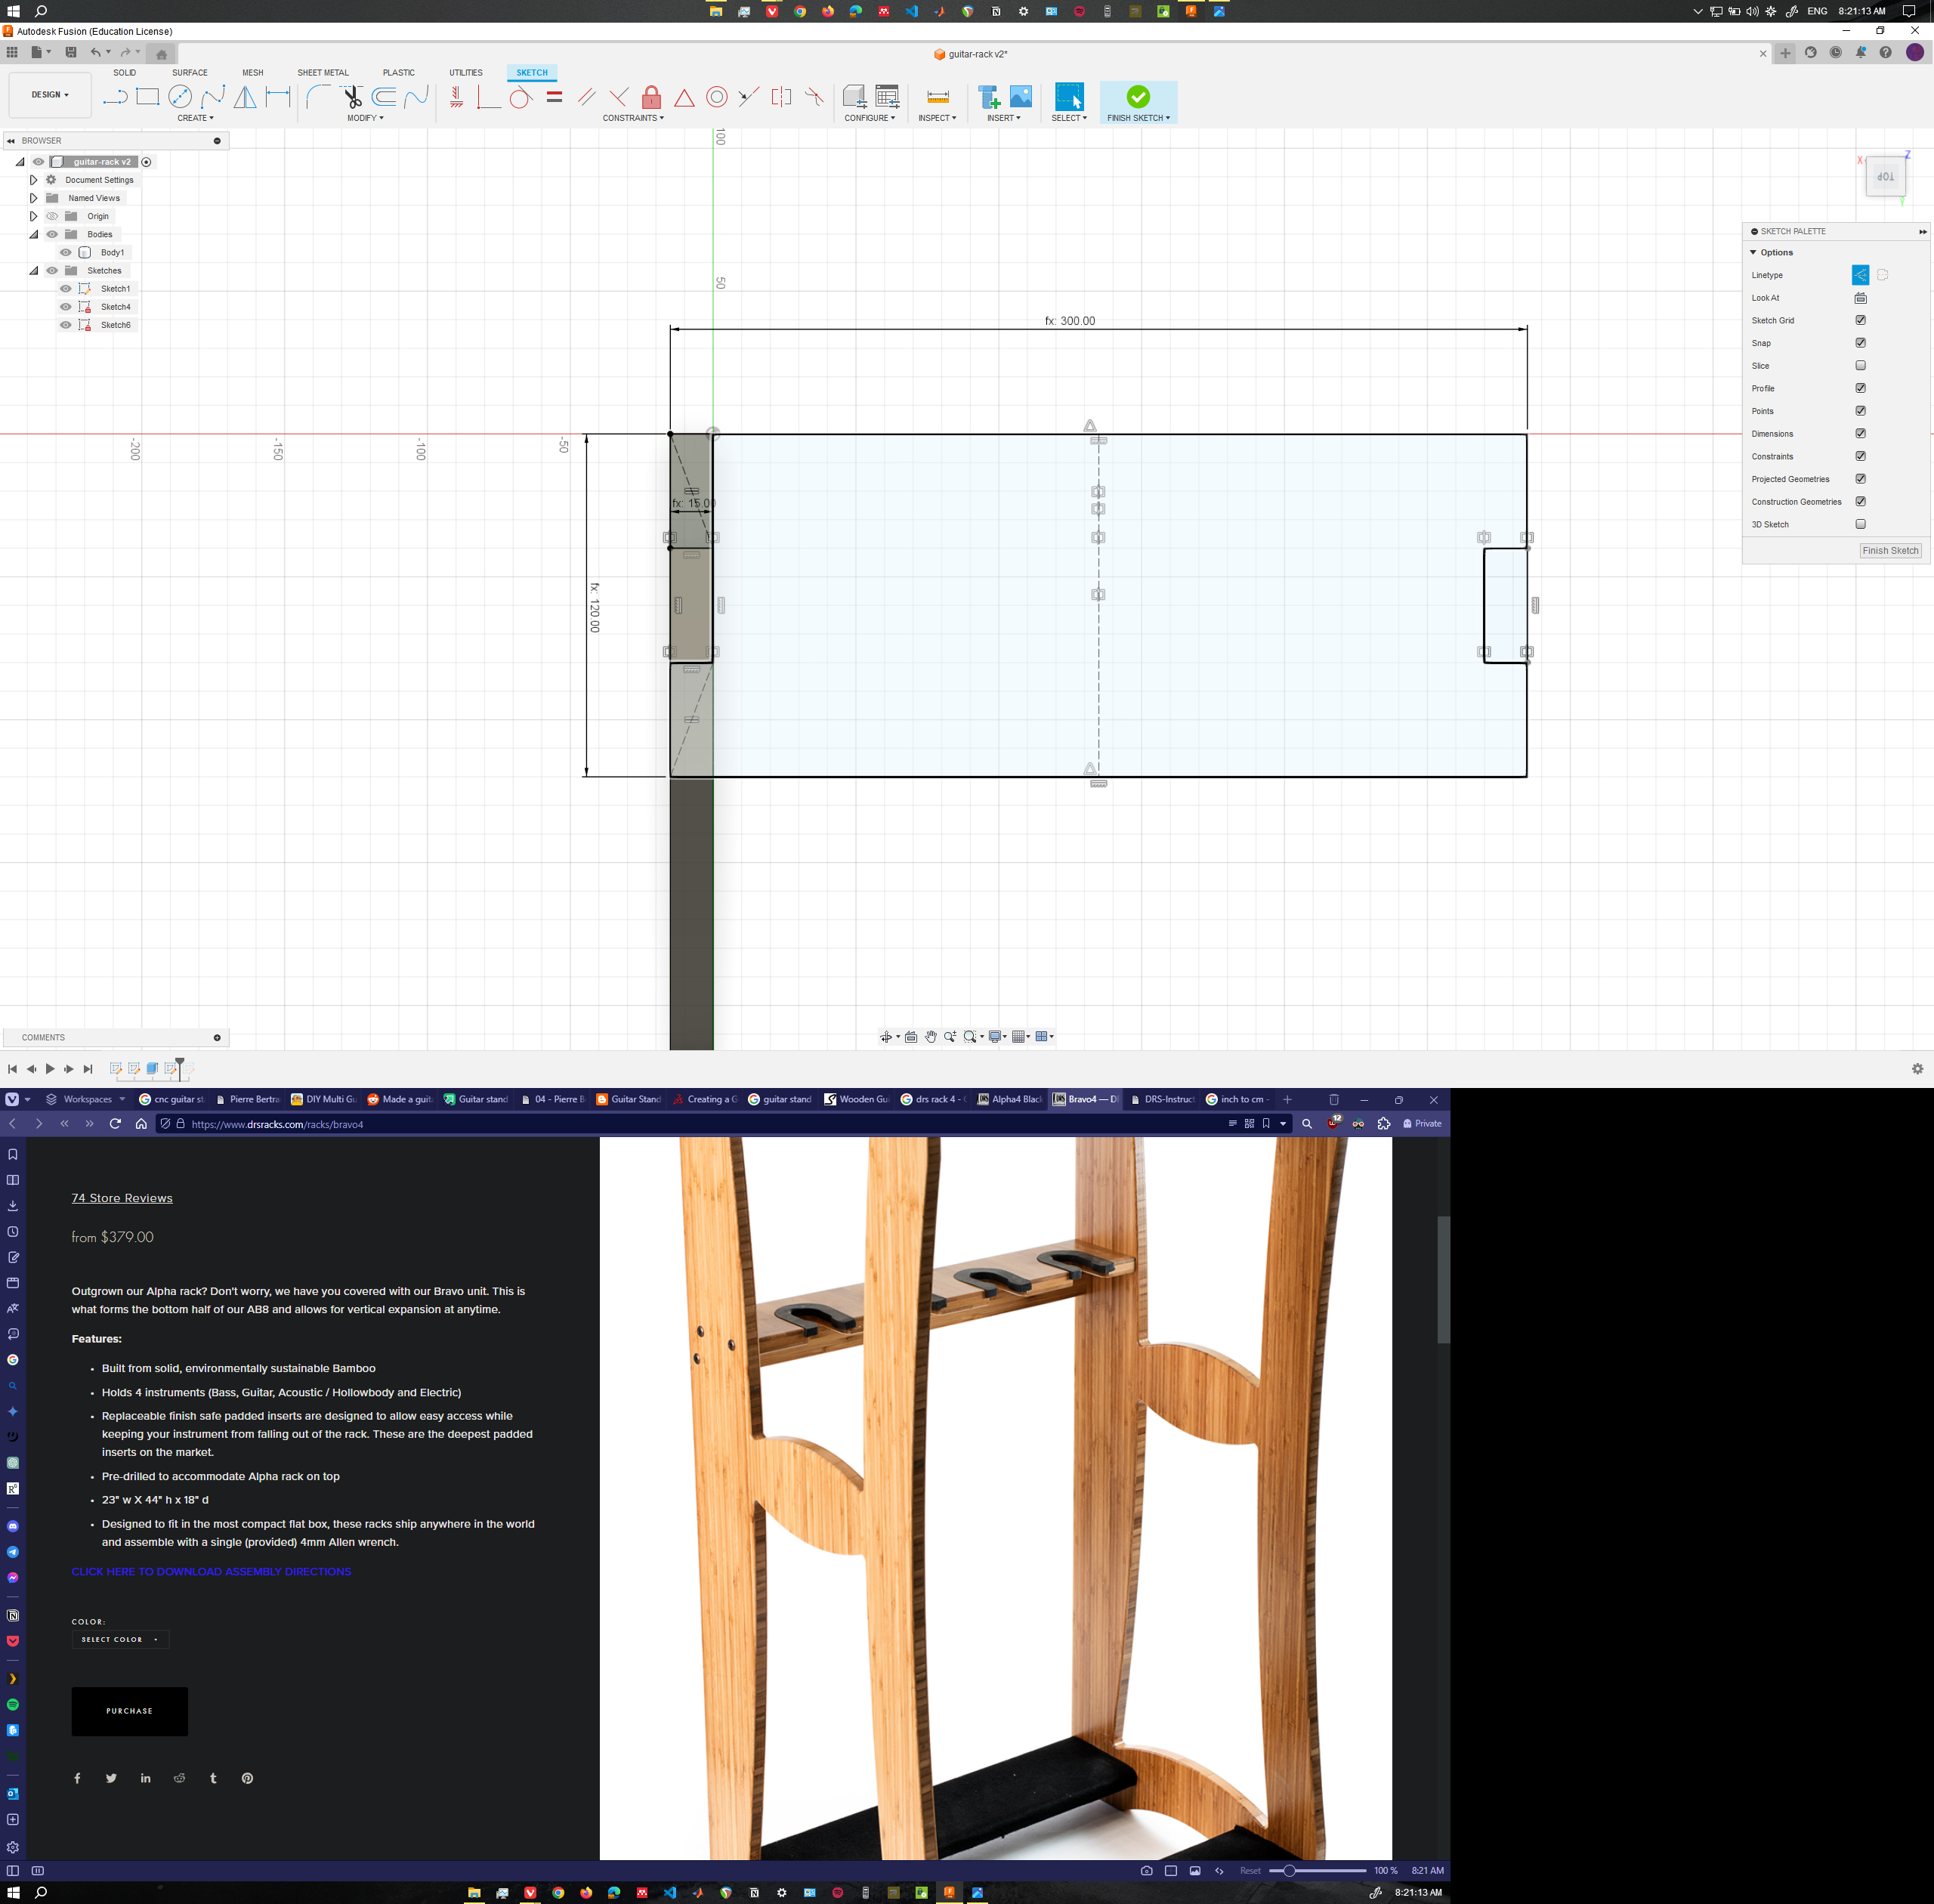 ENG
8:21:13 AM
Autodesk Fusion (Education License)
guitar-rack v2*
SOLID
SURFACE
MESH
SHEET METAL
PLASTIC
UTILITIES
SKETCH
DESIGN
CREATE
MODIFY
CONSTRAINTS
CONFIGURE
INSPECT
INSERT
SELECT
FINISH SKETCH
BROWSER
guitar-rack v2
Document Settings
Named Views
Origin
Bodies
Body1
Sketches
Sketch1
Sketch4
Sketch6
100
50
-200
-150
-100
-50
fx: 300.00
fx: 15.00
fx: 120.00
X
Z
Y
TOP
SKETCH PALETTE
Options
Linetype
Look At
Sketch Grid
Snap
Slice
Profile
Points
Dimensions
Constraints
Projected Geometries
Construction Geometries
3D Sketch
Finish Sketch
COMMENTS
Workspaces
cnc guitar st
Pierre Bertra
DIY Multi Gu
Made a guit
Guitar stand
04 - Pierre B
Guitar Stand
Creating a G
guitar stand
Wooden Gui
drs rack 4 -
Alpha4 Black
Bravo4 — D
DRS-Instruct
inch to cm -
https://www.drsracks.com/racks/bravo4
12
Private
74 Store Reviews
from $379.00
Outgrown our Alpha rack? Don't worry, we have you covered with our Bravo unit. This is
what forms the bottom half of our AB8 and allows for vertical expansion at anytime.
Features:
• Built from solid, environmentally sustainable Bamboo
• Holds 4 instruments (Bass, Guitar, Acoustic / Hollowbody and Electric)
• Replaceable finish safe padded inserts are designed to allow easy access while
keeping your instrument from falling out of the rack. These are the deepest padded
inserts on the market.
• Pre-drilled to accommodate Alpha rack on top
• 23" w X 44" h x 18" d
• Designed to fit in the most compact flat box, these racks ship anywhere in the world
and assemble with a single (provided) 4mm Allen wrench.
CLICK HERE TO DOWNLOAD ASSEMBLY DIRECTIONS
COLOR:
SELECT COLOR
PURCHASE
Reset
100 %
8:21 AM
8:21:13 AM